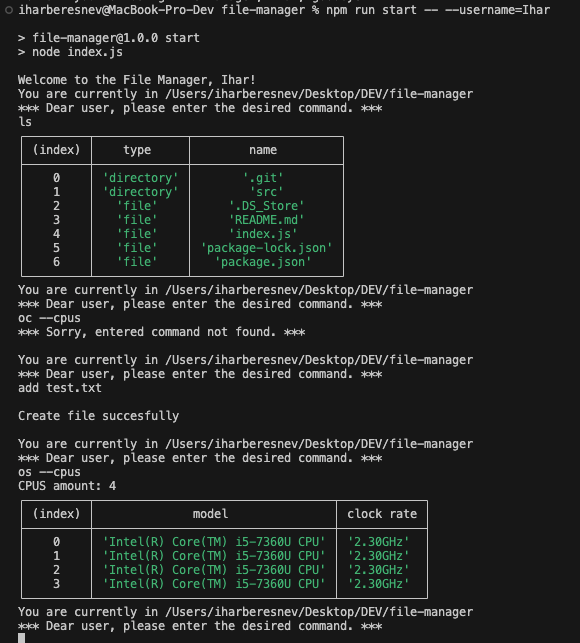 iharberesnev@MacBook-Pro-Dev file-manager % npm run start -- --username=Ihar
> file-manager@1.0.0 start
> node index.js
Welcome to the File Manager, Ihar!
You are currently in /Users/iharberesnev/Desktop/DEV/file-manager
*** Dear user, please enter the desired command. ***
ls
(index) type name
0 'directory' '.git'
1 'directory' 'src'
2 'file' '.DS_Store'
3 'file' 'README.md'
4 'file' 'index.js'
5 'file' 'package-lock.json'
6 'file' 'package.json'
You are currently in /Users/iharberesnev/Desktop/DEV/file-manager
*** Dear user, please enter the desired command. ***
oc --cpus
*** Sorry, entered command not found. ***
You are currently in /Users/iharberesnev/Desktop/DEV/file-manager
*** Dear user, please enter the desired command. ***
add test.txt
Create file succesfully
You are currently in /Users/iharberesnev/Desktop/DEV/file-manager
*** Dear user, please enter the desired command. ***
os --cpus
CPUS amount: 4
(index) model clock rate
0 'Intel(R) Core(TM) i5-7360U CPU' '2.30GHz'
1 'Intel(R) Core(TM) i5-7360U CPU' '2.30GHz'
2 'Intel(R) Core(TM) i5-7360U CPU' '2.30GHz'
3 'Intel(R) Core(TM) i5-7360U CPU' '2.30GHz'
You are currently in /Users/iharberesnev/Desktop/DEV/file-manager
*** Dear user, please enter the desired command. ***